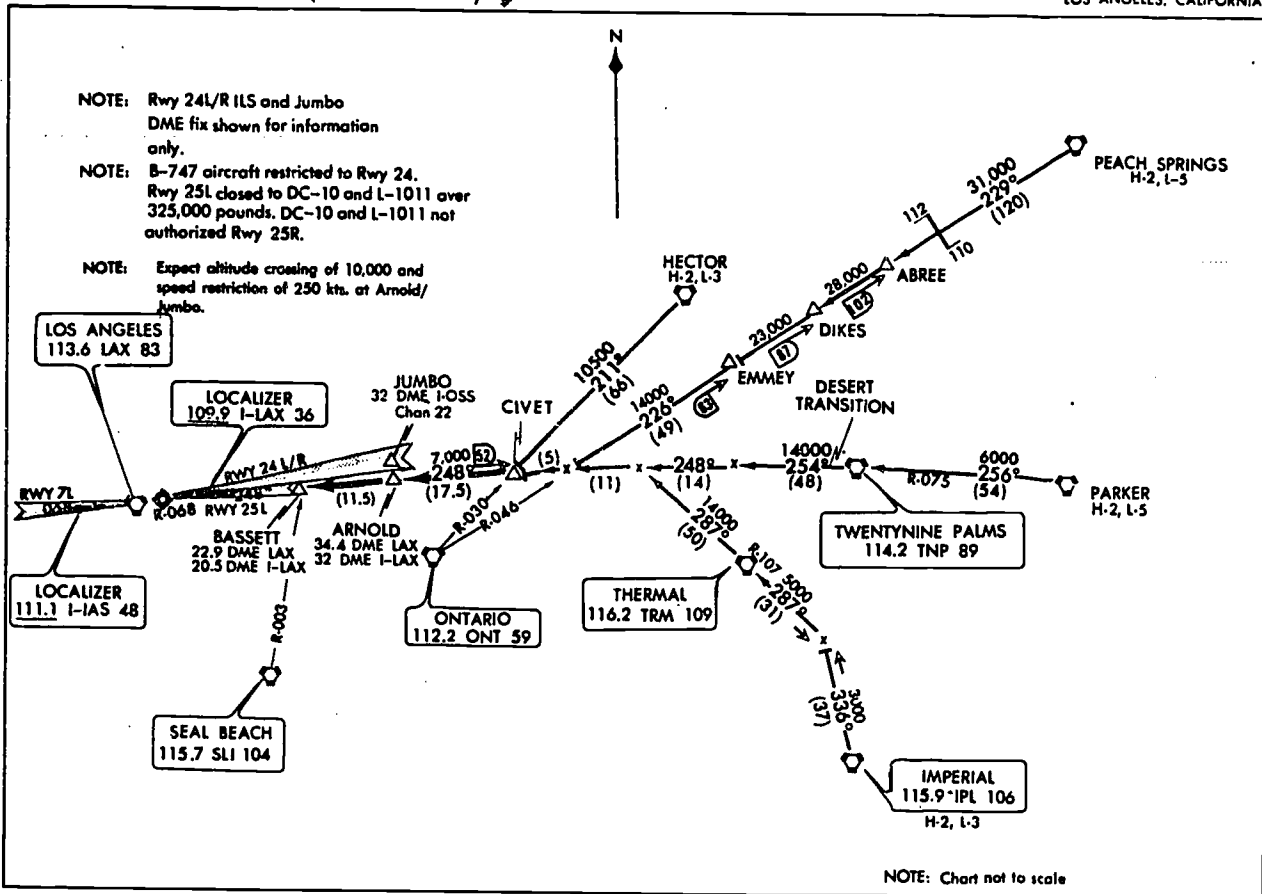 LOS ANGELES, CALIFORNIA
N
NOTE: Rwy 24L/R ILS and Jumbo
DME fix shown for information
only.
NOTE: B-747 aircraft restricted to Rwy 24.
Rwy 25L closed to DC-10 and L-1011 over
325,000 pounds. DC-10 and L-1011 not
authorized Rwy 25R.
NOTE: Expect altitude crossing of 10,000 and
speed restriction of 250 kts. at Arnold/
Jumbo.
PEACH SPRINGS
H-2, L-5
31,000
229°
(120)
112
110
ABREE
28,000
102
DIKES
23,000
87
EMMEY
HECTOR
H-2, L-3
10500
211°
(66)
14000
226°
(49)
63
LOS ANGELES
113.6 LAX 83
LOCALIZER
109.9 I-LAX 36
JUMBO
32 DME I-OSS
Chan 22
CIVET
DESERT
TRANSITION
RWY 24 L/R
7,000
52
248°
(17.5)
(5)
(11)
248°
(14)
14000
254°
(48)
R-075
6000
256°
(54)
PARKER
H-2, L-5
RWY 7L
R-068
248°
RWY 25L
(11.5)
BASSETT
22.9 DME LAX
20.5 DME I-LAX
ARNOLD
34.4 DME LAX
32 DME I-LAX
R-030
R-046
14000
287°
(50)
TWENTYNINE PALMS
114.2 TNP 89
LOCALIZER
111.1 I-IAS 48
ONTARIO
112.2 ONT 59
THERMAL
116.2 TRM 109
R-107
5000
287°
(31)
R-003
SEAL BEACH
115.7 SLI 104
3000
336°
(37)
IMPERIAL
115.9 IPL 106
H-2, L-3
NOTE: Chart not to scale